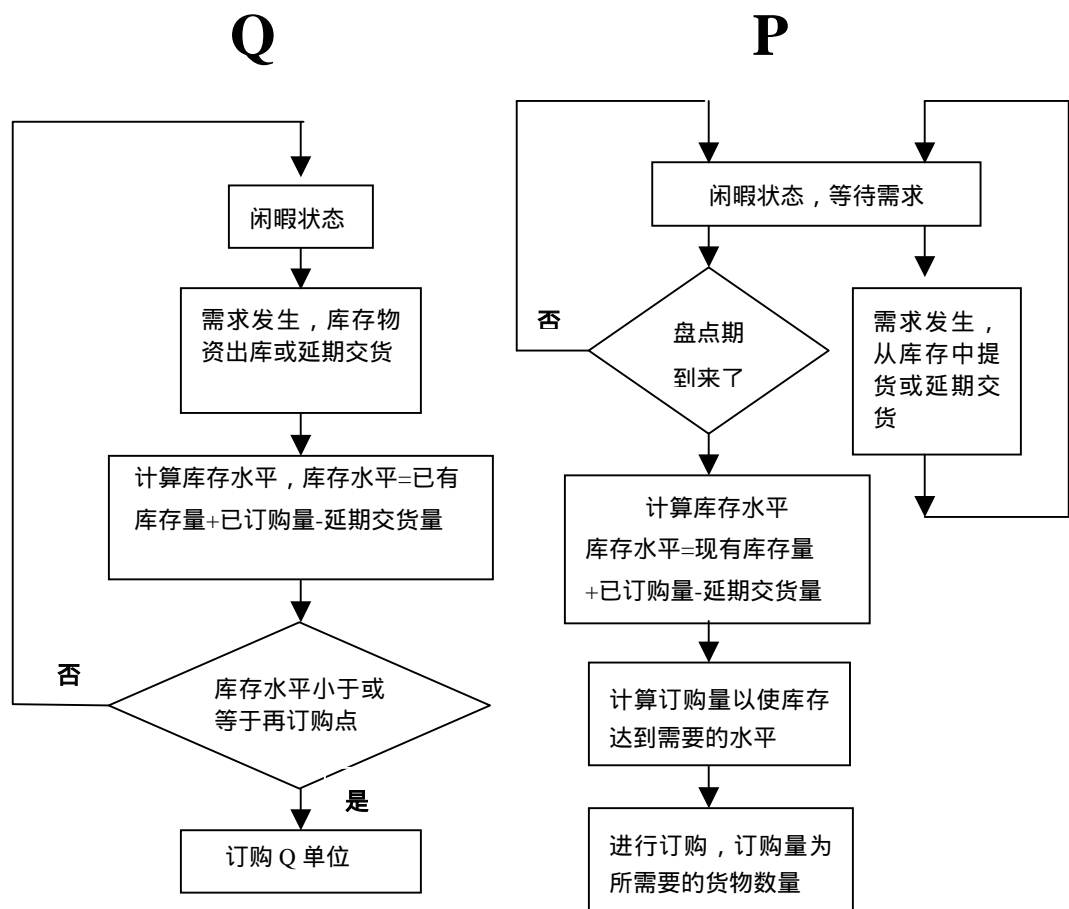 Q
闲暇状态
需求发生，库存物
资出库或延期交货
计算库存水平，库存水平=已有
库存量+已订购量-延期交货量
否
库存水平小于或
等于再订购点
是
订购 Q 单位
P
闲暇状态，等待需求
否
盘点期
到来了
需求发生，
从库存中提
货或延期交
货
计算库存水平
库存水平=现有库存量
+已订购量-延期交货量
计算订购量以使库存
达到需要的水平
进行订购，订购量为
所需要的货物数量